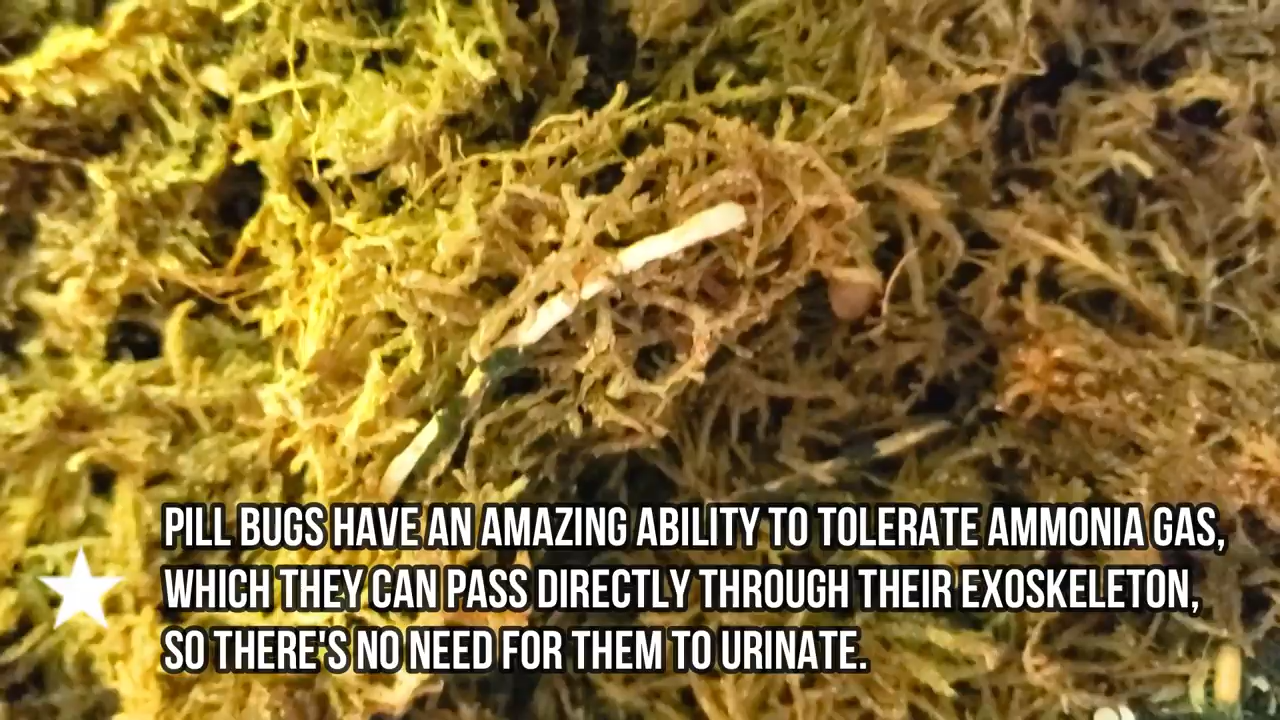 PILL BUGS HAVE AN AMAZING ABILITY TO TOLERATE AMMONIA GAS,
WHICH THEY CAN PASS DIRECTLY THROUGH THEIR EXOSKELETON,
SO THERE'S NO NEED FOR THEM TO URINATE.